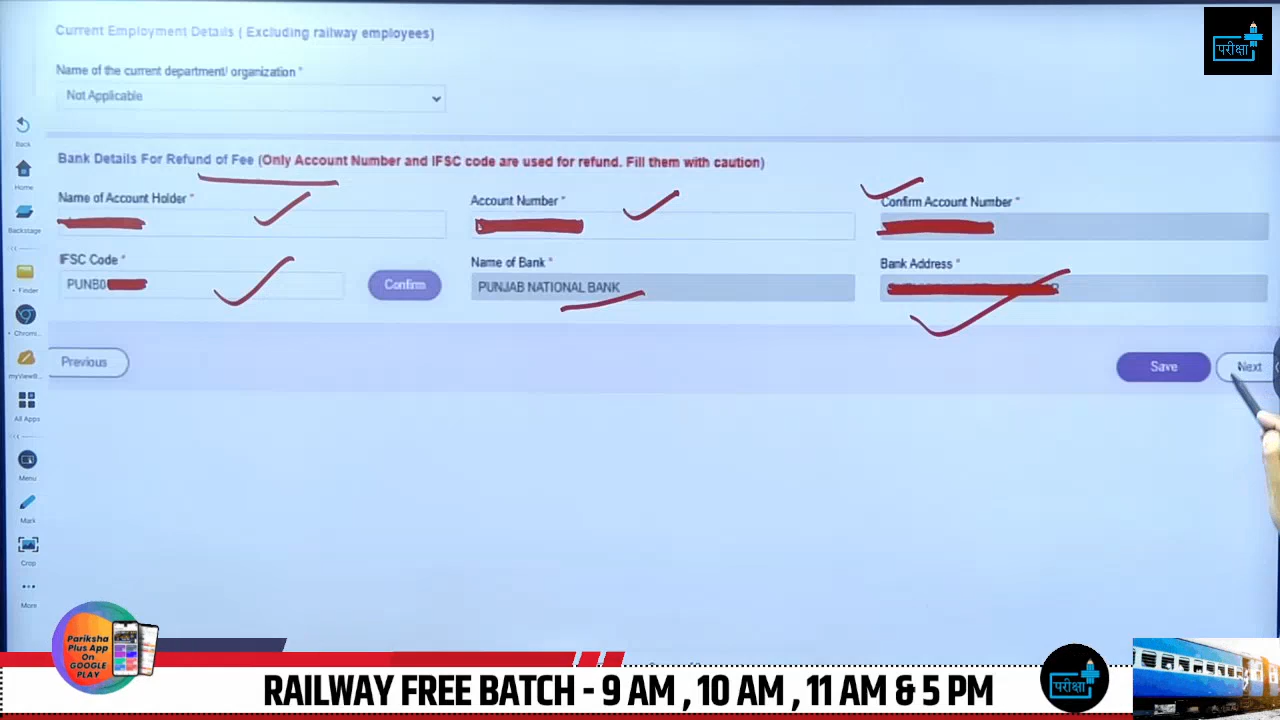 Current Employment Details ( Excluding railway employees)
परीक्षा
Name of the current department/ organization *
Not Applicable
Back
Bank Details For Refund of Fee (Only Account Number and IFSC code are used for refund. Fill them with caution)
Home
Name of Account Holder *
Account Number *
Confirm Account Number *
Backstage
IFSC Code *
Name of Bank *
Bank Address *
PUNB0
Confirm
PUNJAB NATIONAL BANK
Finder
Chromi...
Previous
Save
Next
myViewB...
All Apps
Menu
Mark
Crop
More
Pariksha
Plus App
On
GOOGLE
PLAY
RAILWAY FREE BATCH - 9 AM , 10 AM , 11 AM & 5 PM
परीक्षा